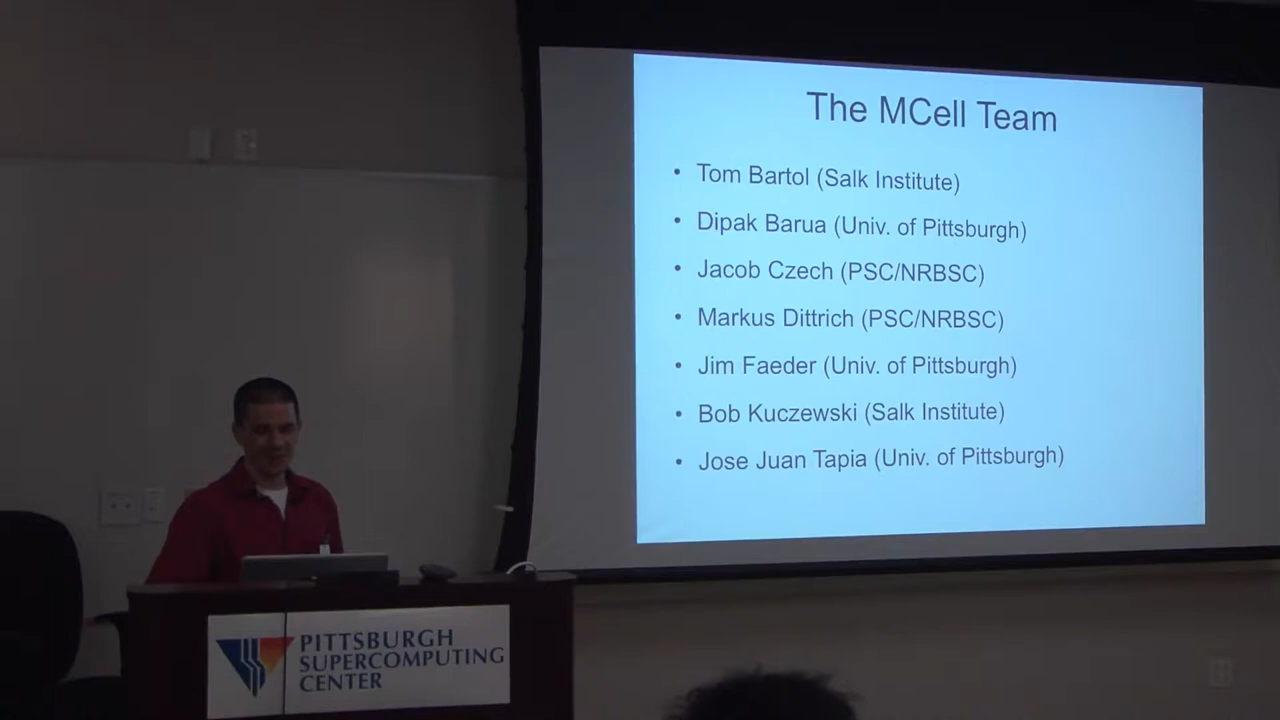 The MCell Team
• Tom Bartol (Salk Institute)
• Dipak Barua (Univ. of Pittsburgh)
• Jacob Czech (PSC/NRBSC)
• Markus Dittrich (PSC/NRBSC)
• Jim Faeder (Univ. of Pittsburgh)
• Bob Kuczewski (Salk Institute)
• Jose Juan Tapia (Univ. of Pittsburgh)
PITTSBURGH
SUPERCOMPUTING
CENTER